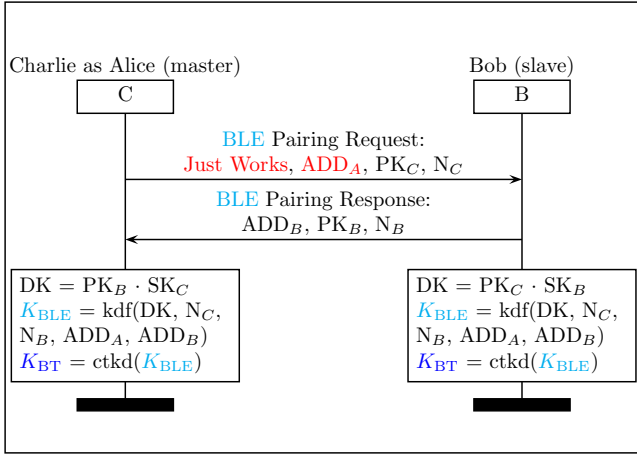 Charlie as Alice (master)
Bob (slave)
C
B
BLE Pairing Request:
Just Works, ADD_A, PK_C, N_C
BLE Pairing Response:
ADD_B, PK_B, N_B
DK = PK_B · SK_C
K_BLE = kdf(DK, N_C,
N_B, ADD_A, ADD_B)
K_BT = ctkd(K_BLE)
DK = PK_C · SK_B
K_BLE = kdf(DK, N_C,
N_B, ADD_A, ADD_B)
K_BT = ctkd(K_BLE)